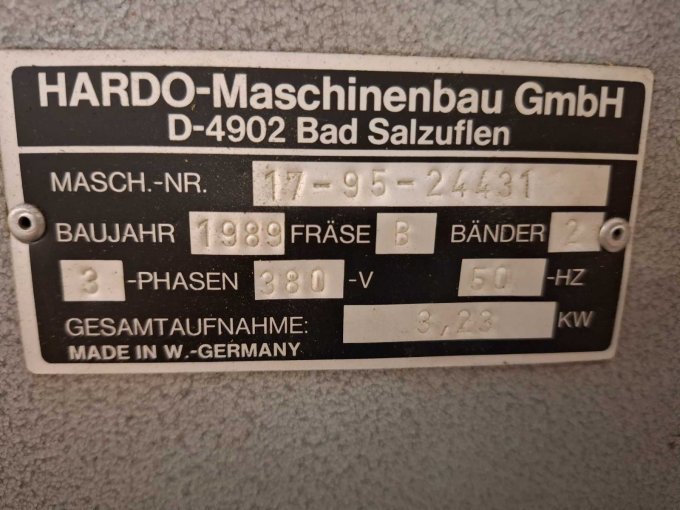 HARDO-Maschinenbau GmbH
D-4902 Bad Salzuflen
MASCH.-NR. 17-95-24431
BAUJAHR 1989 FRÄSE B BÄNDER 2
3 -PHASEN 380 -V 50 -HZ
GESAMTAUFNAHME: 3,23 KW
MADE IN W.-GERMANY